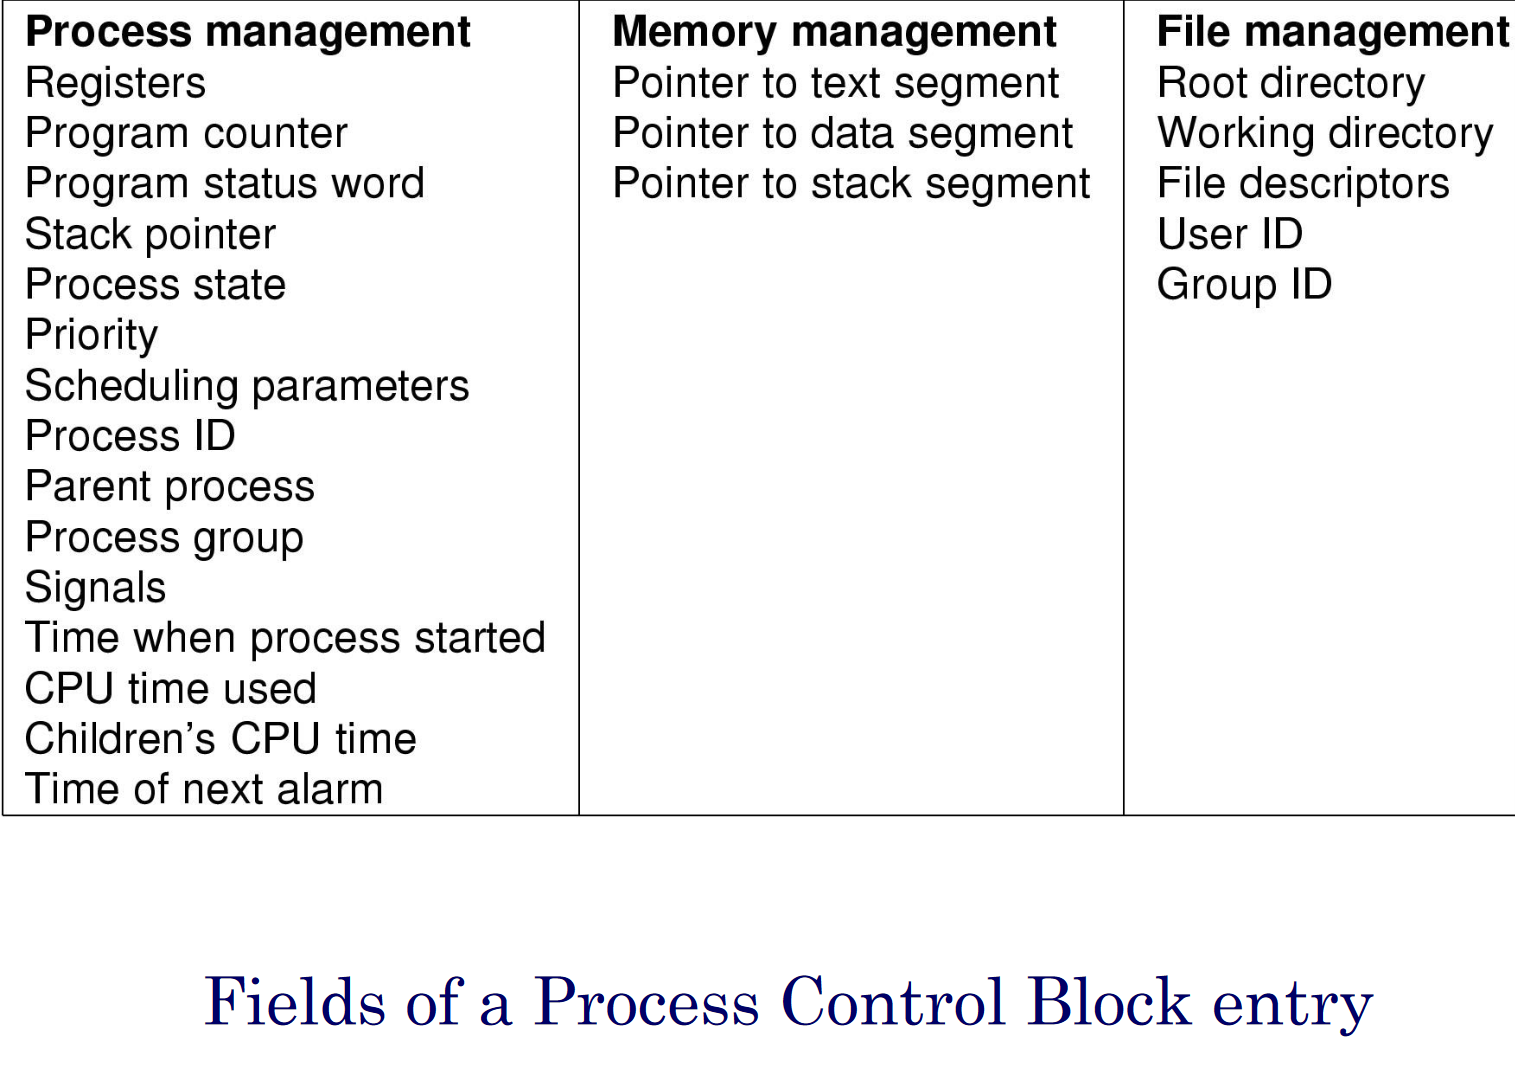 Process management
Registers
Program counter
Program status word
Stack pointer
Process state
Priority
Scheduling parameters
Process ID
Parent process
Process group
Signals
Time when process started
CPU time used
Children’s CPU time
Time of next alarm
Memory management
Pointer to text segment
Pointer to data segment
Pointer to stack segment
File management
Root directory
Working directory
File descriptors
User ID
Group ID
Fields of a Process Control Block entry